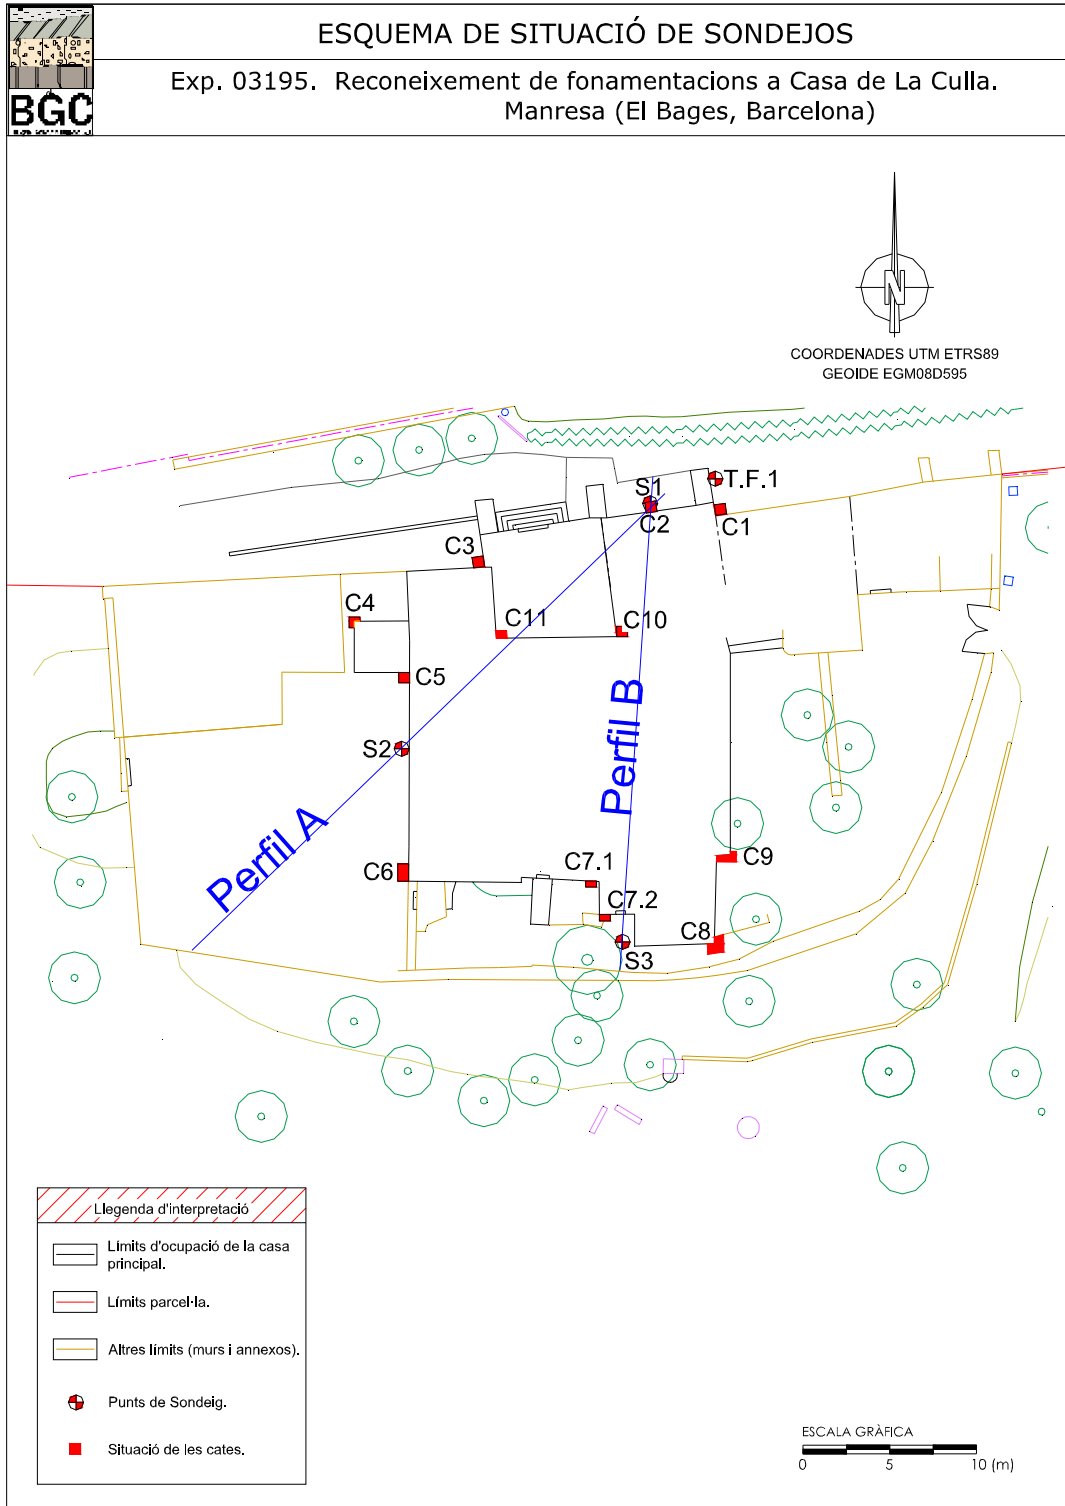 BGC
ESQUEMA DE SITUACIÓ DE SONDEJOS
Exp. 03195. Reconeixement de fonamentacions a Casa de La Culla.
Manresa (El Bages, Barcelona)
N
COORDENADES UTM ETRS89
GEOIDE EGM08D595
S1
T.F.1
C2
C1
C3
C4
C11
C10
C5
S2
Perfil B
Perfil A
C6
C7.1
C9
C7.2
C8
S3
Llegenda d'interpretació
Límits d'ocupació de la casa
principal.
Límits parcel·la.
Altres límits (murs i annexos).
Punts de Sondeig.
Situació de les cates.
ESCALA GRÀFICA
0 5 10 (m)